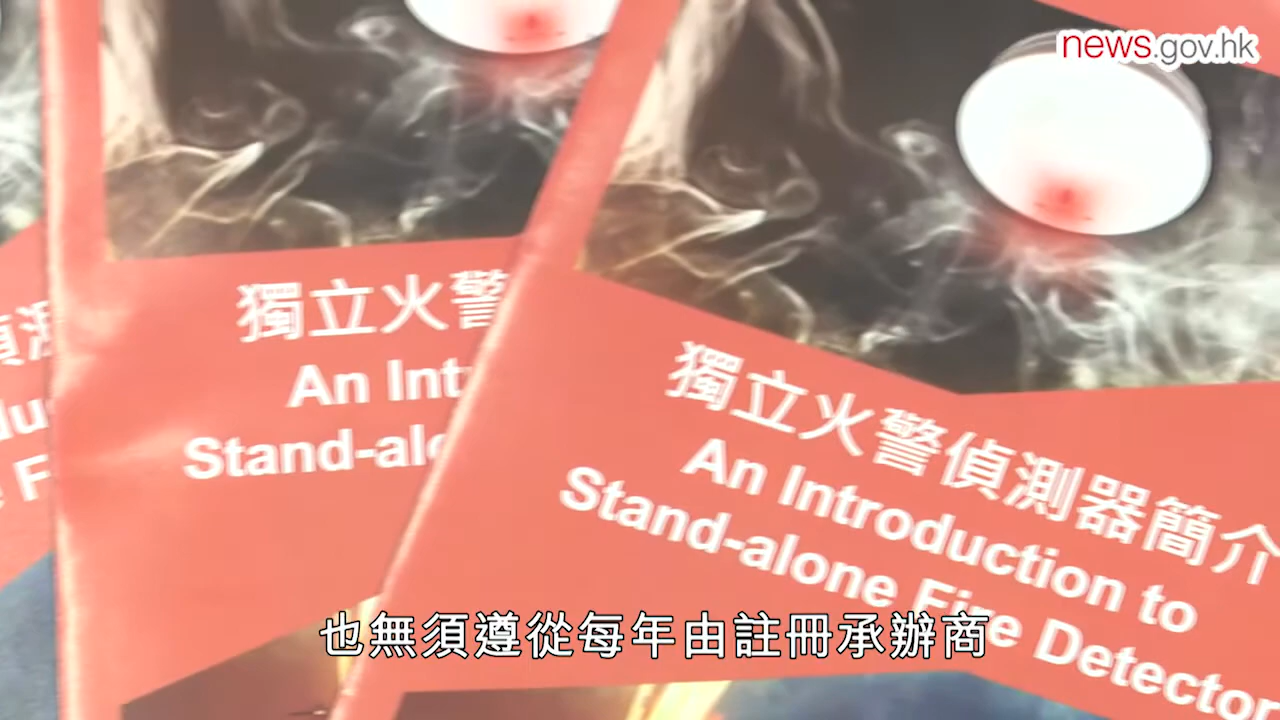 news.gov.hk
獨立火警
An Int
Stand-alo
獨立火警偵測器簡介
An Introduction to
Stand-alone Fire Detector
也無須遵從每年由註冊承辦商